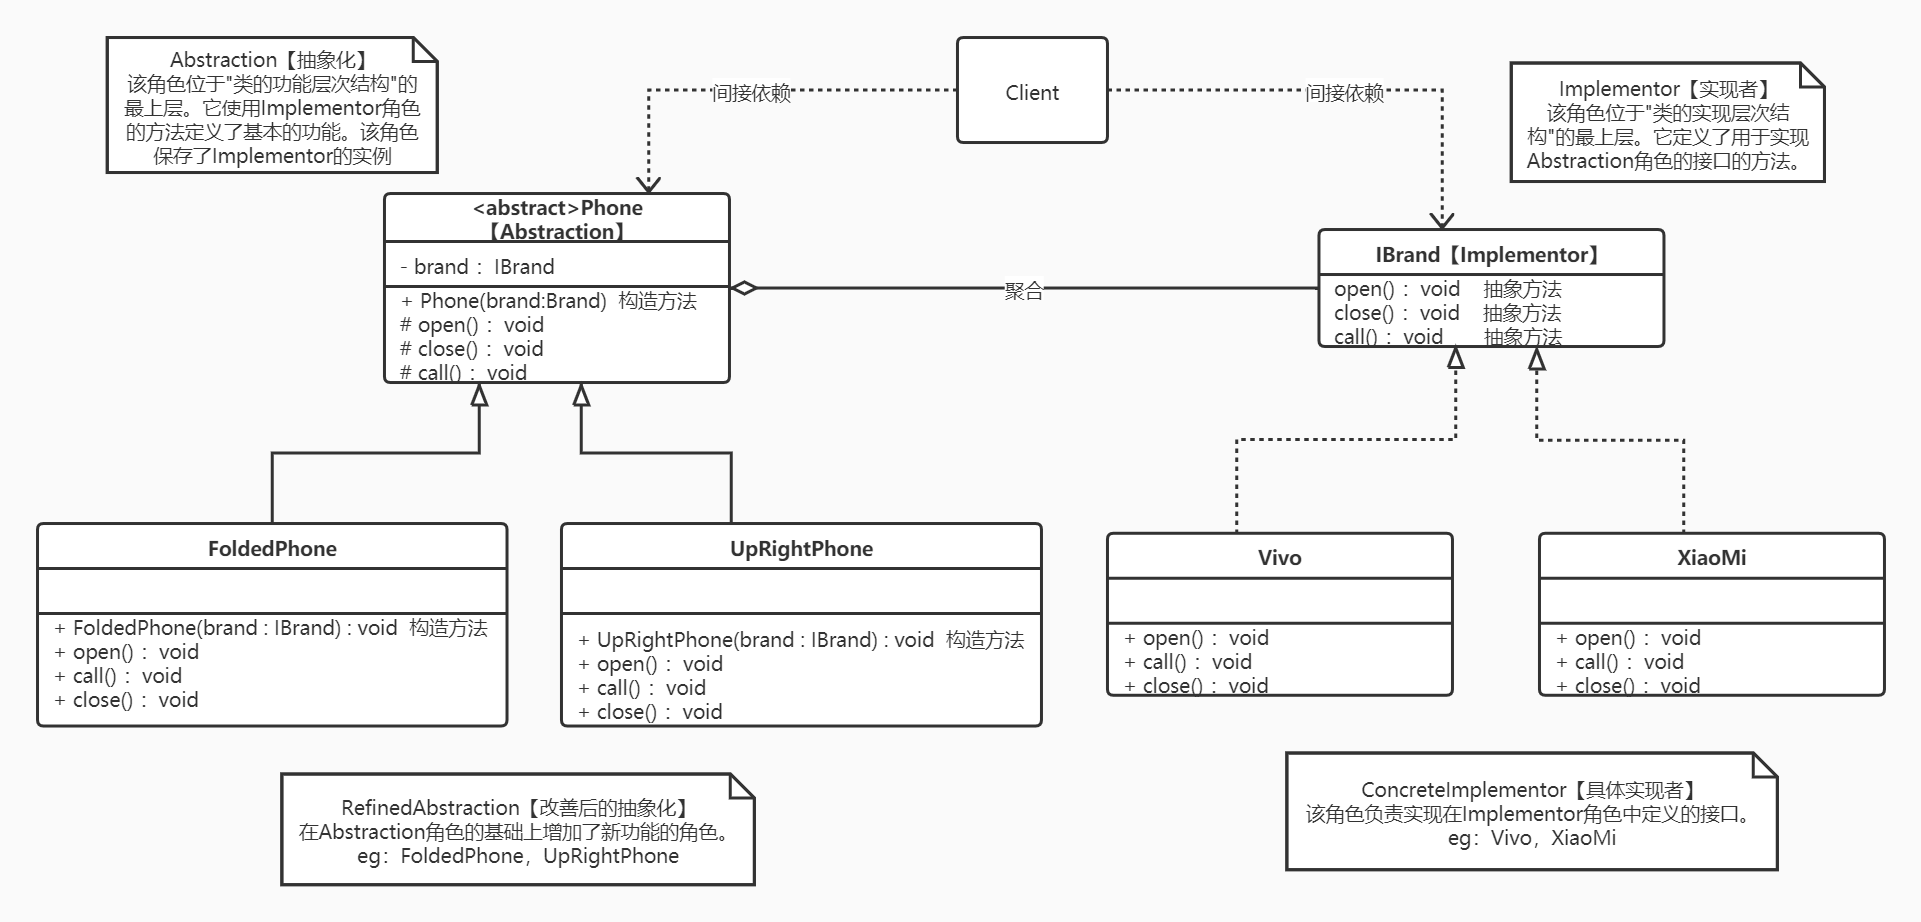 Abstraction【抽象化】
该角色位于"类的功能层次结构"的
最上层。它使用Implementor角色
的方法定义了基本的功能。该角色
保存了Implementor的实例
间接依赖
Client
间接依赖
Implementor【实现者】
该角色位于"类的实现层次结
构"的最上层。它定义了用于实现
Abstraction角色的接口的方法。
<abstract>Phone
【Abstraction】
- brand： IBrand
+ Phone(brand:Brand) 构造方法
# open()： void
# close()： void
# call()： void
聚合
IBrand【Implementor】
open()： void 抽象方法
close()： void 抽象方法
call()： void 抽象方法
FoldedPhone
+ FoldedPhone(brand : IBrand) : void 构造方法
+ open()： void
+ call()： void
+ close()： void
UpRightPhone
+ UpRightPhone(brand : IBrand) : void 构造方法
+ open()： void
+ call()： void
+ close()： void
Vivo
+ open()： void
+ call()： void
+ close()： void
XiaoMi
+ open()： void
+ call()： void
+ close()： void
RefinedAbstraction【改善后的抽象化】
在Abstraction角色的基础上增加了新功能的角色。
eg：FoldedPhone，UpRightPhone
ConcreteImplementor【具体实现者】
该角色负责实现在Implementor角色中定义的接口。
eg：Vivo，XiaoMi